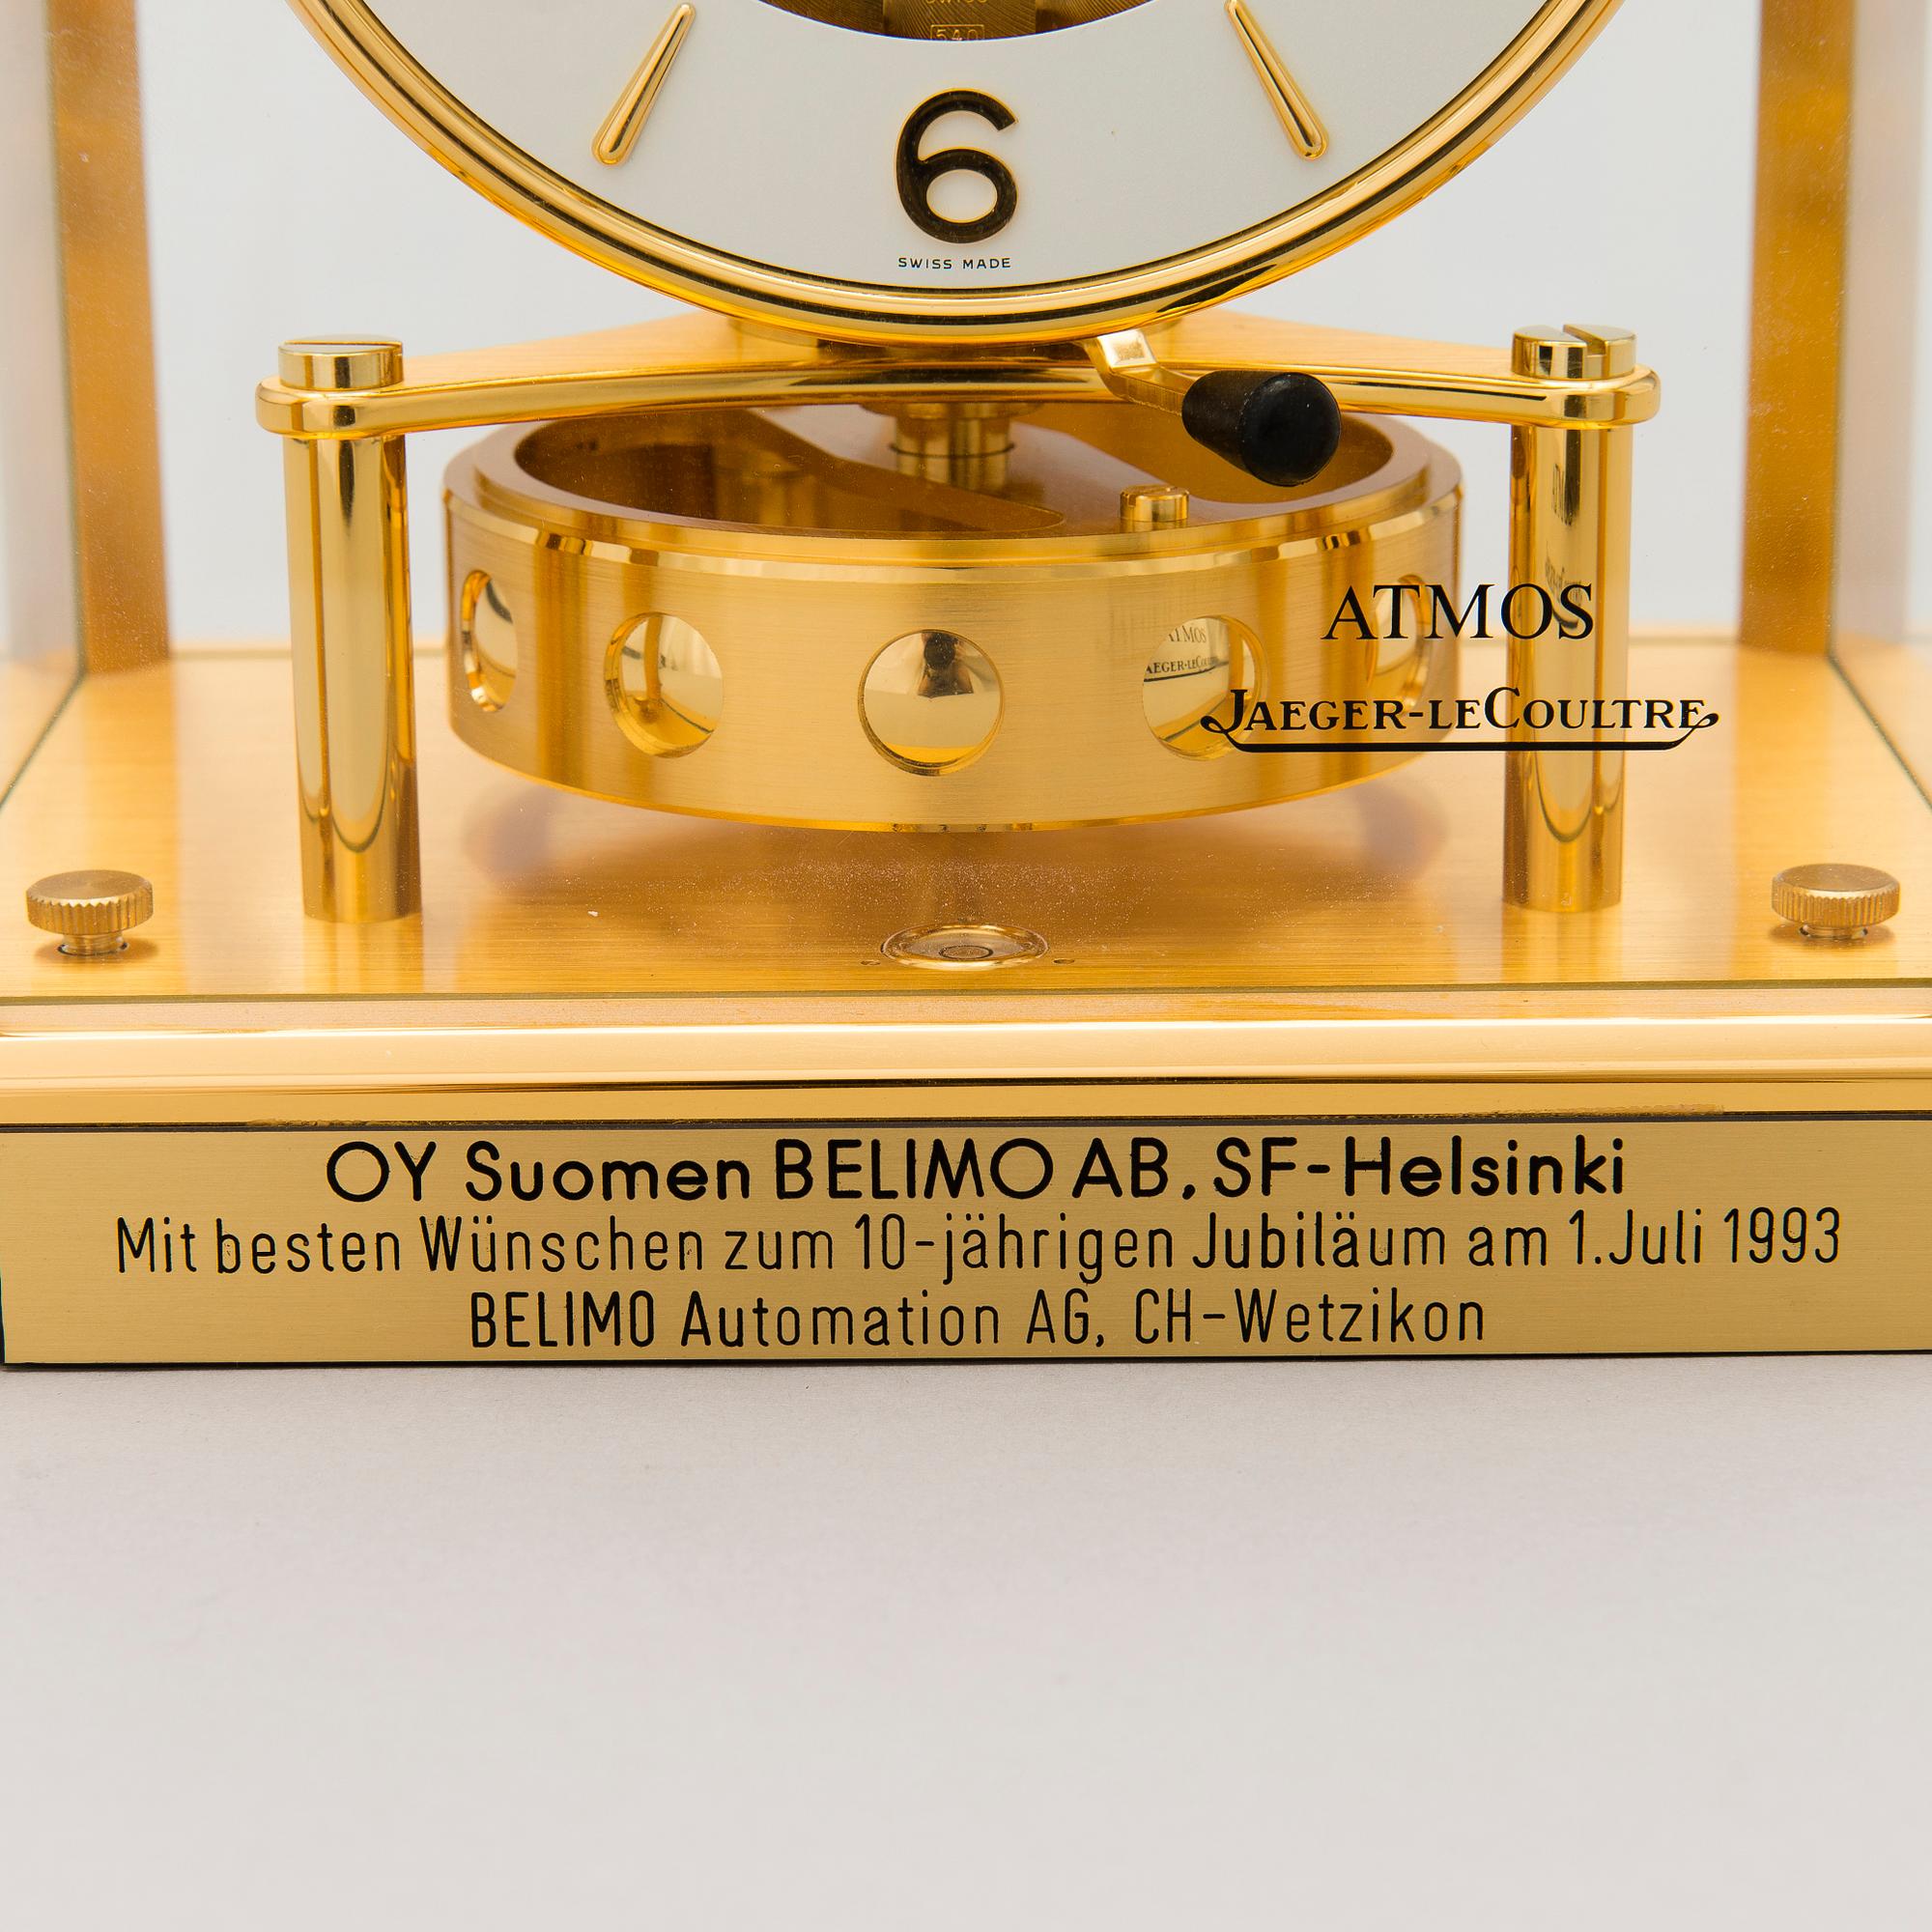 540
6
SWISS MADE
ATMOS
JAEGER-LECOULTRE
OY Suomen BELIMO AB, SF-Helsinki
Mit besten Wünschen zum 10-jährigen Jubiläum am 1.Juli 1993
BELIMO Automation AG, CH-Wetzikon